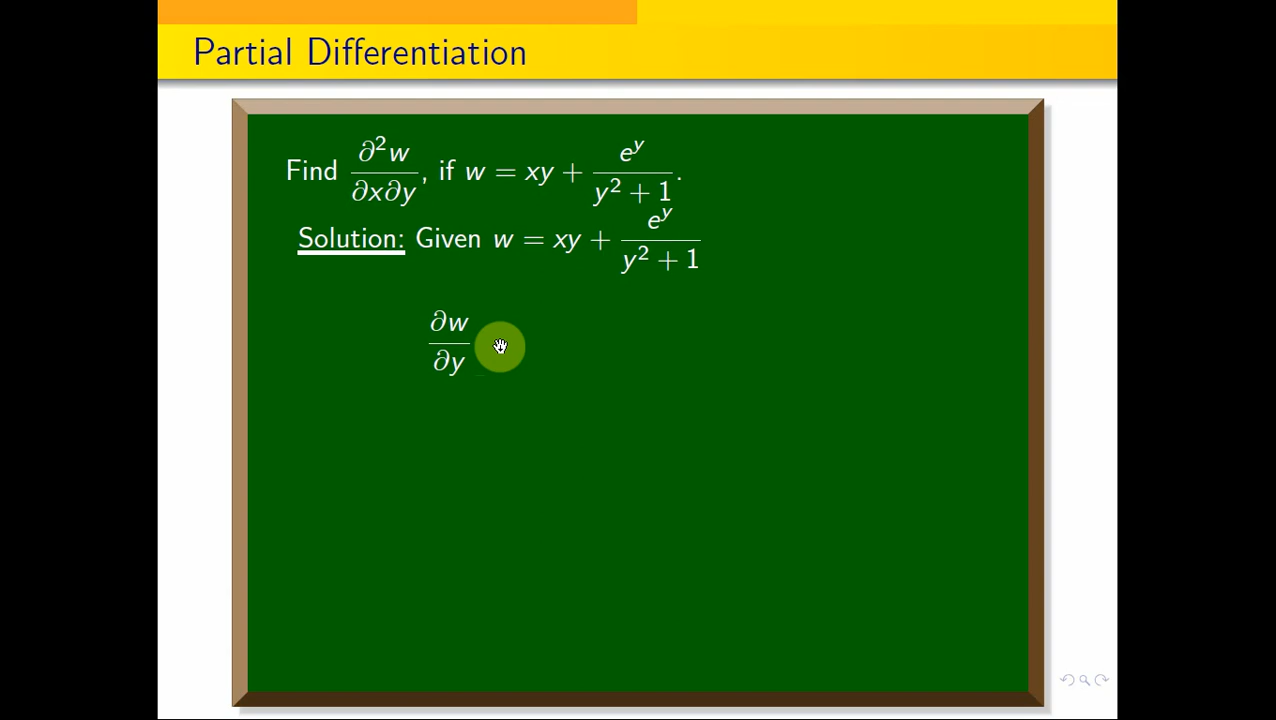 Partial Differentiation
Find ∂²w/∂x∂y, if w = xy + e^y/(y² + 1).
Solution: Given w = xy + e^y/(y² + 1)
∂w/∂y